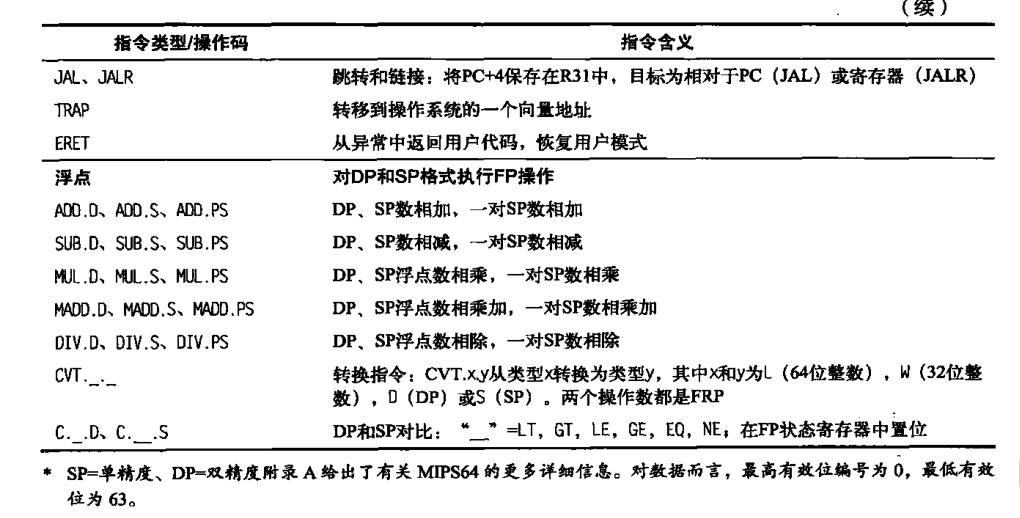 （续）
指令类型/操作码 指令含义
JAL、JALR 跳转和链接：将PC+4保存在R31中，目标为相对于PC（JAL）或寄存器（JALR）
TRAP 转移到操作系统的一个向量地址
ERET 从异常中返回用户代码，恢复用户模式
浮点 对DP和SP格式执行FP操作
ADD.D、ADD.S、ADD.PS DP、SP数相加，一对SP数相加
SUB.D、SUB.S、SUB.PS DP、SP数相减，一对SP数相减
MUL.D、MUL.S、MUL.PS DP、SP浮点数相乘，一对SP数相乘
MADD.D、MADD.S、MADD.PS DP、SP浮点数相乘加，一对SP数相乘加
DIV.D、DIV.S、DIV.PS DP、SP浮点数相除，一对SP数相除
CVT._._ 转换指令：CVT.x.y从类型x转换为类型y，其中x和y为L（64位整数），W（32位整
数），D（DP）或S（SP）。两个操作数都是FRP
C.__.D、C.__.S DP和SP对比：“__”=LT，GT，LE，GE，EQ，NE；在FP状态寄存器中置位
* SP=单精度、DP=双精度附录 A 给出了有关 MIPS64 的更多详细信息。对数据而言，最高有效位编号为 0，最低有效
位为 63。